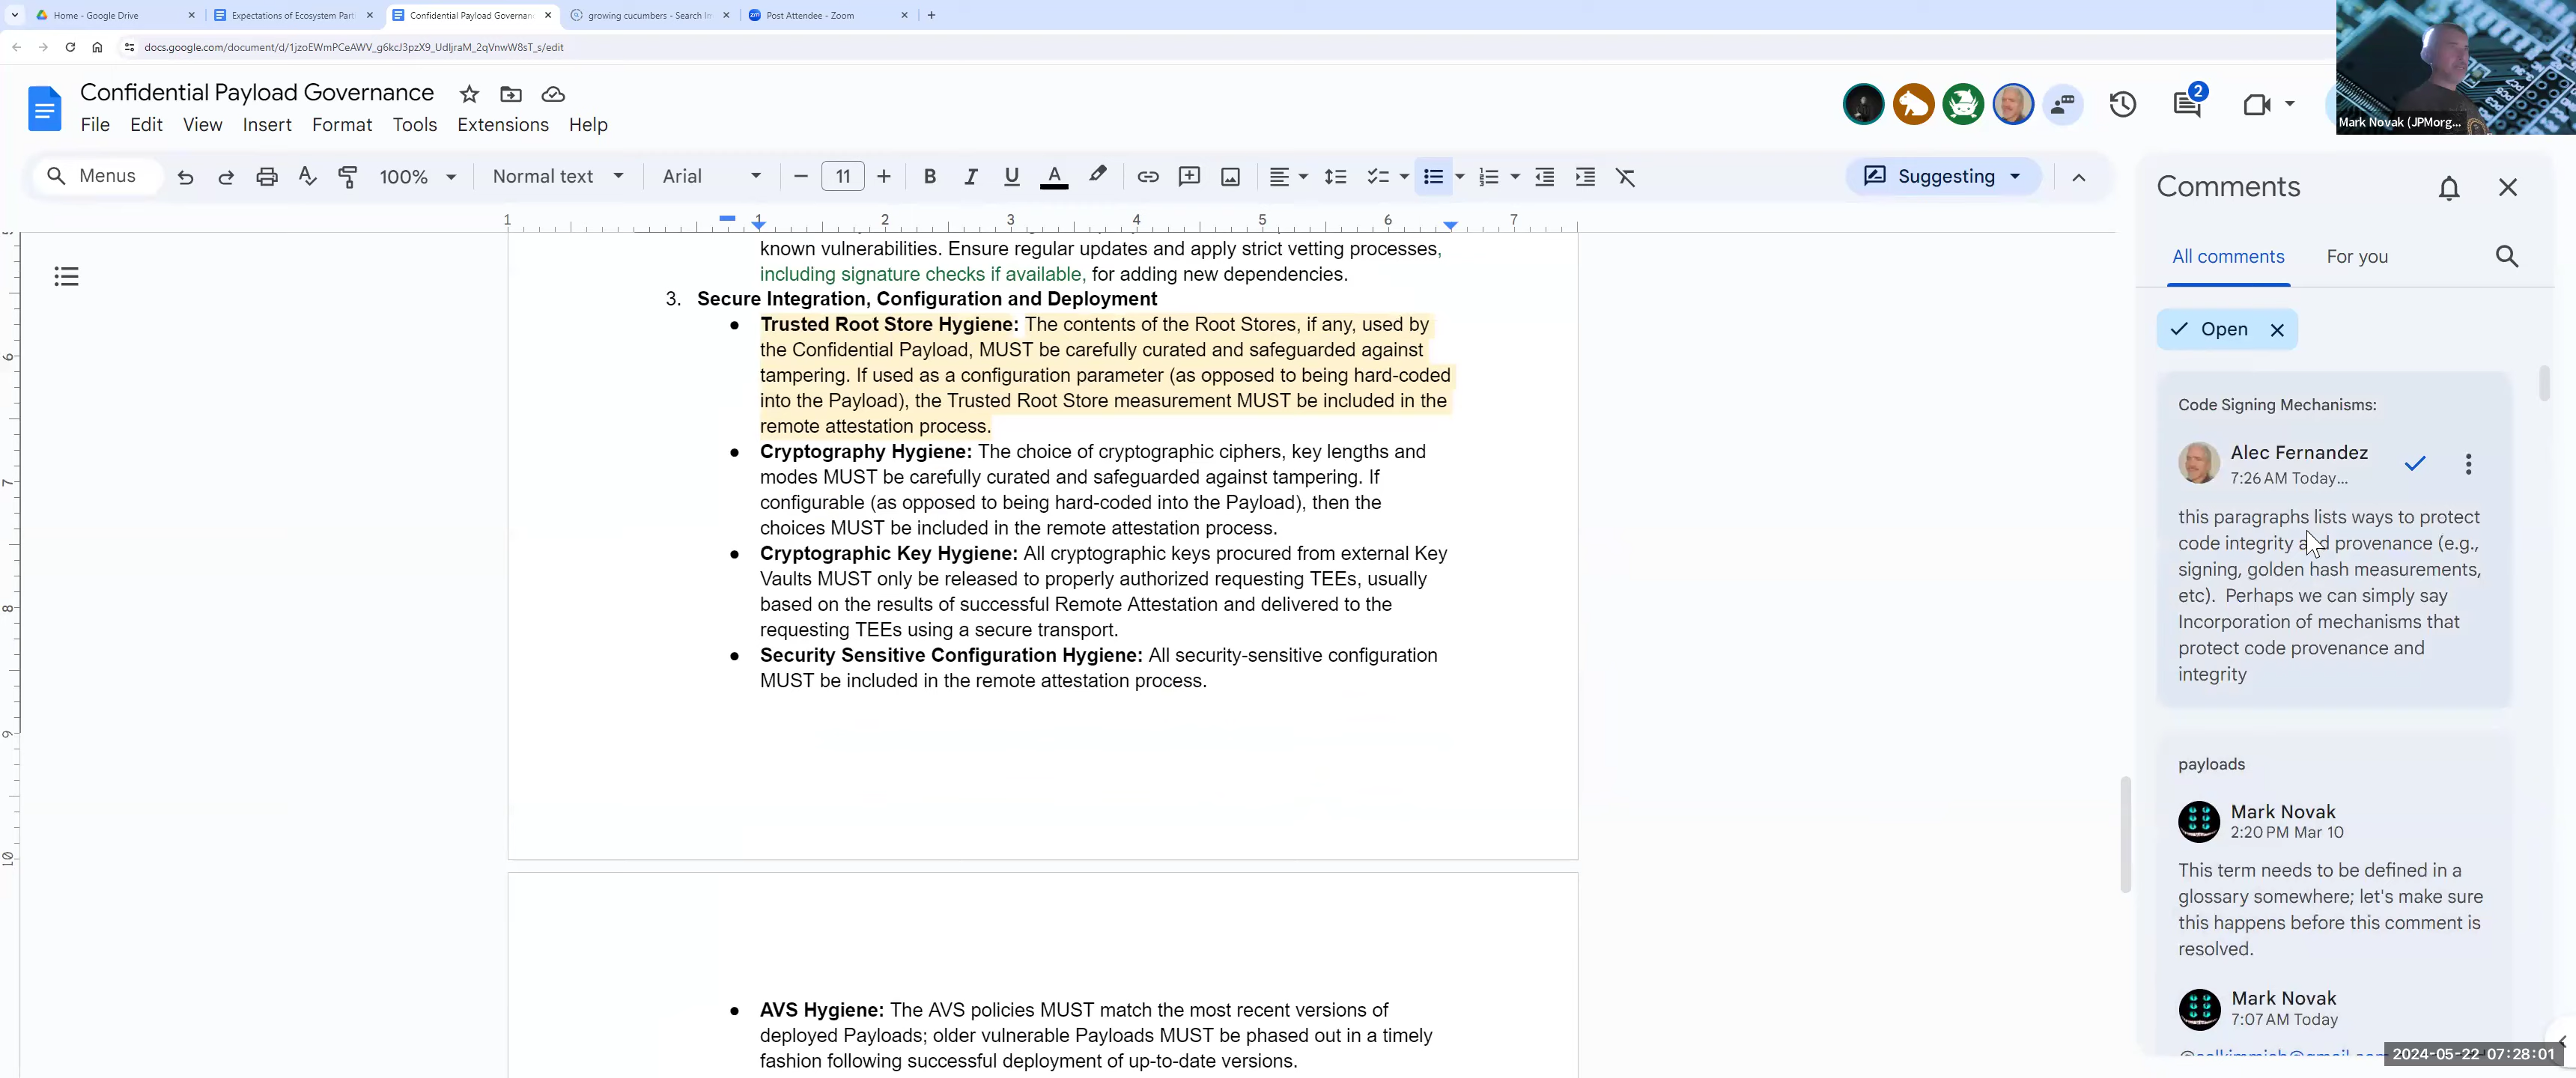 Home - Google Drive
Expectations of Ecosystem Part
Confidential Payload Governan
growing cucumbers - Search Im
Post Attendee - Zoom
docs.google.com/document/d/1jzoEWmPCeAWV_g6kcJ3pzX9_UdljraM_2qVnwW8sT_s/edit
Mark Novak (JPMorg...
Confidential Payload Governance
2
File Edit View Insert Format Tools Extensions Help
Menus
100%
Normal text
Arial
11
Suggesting
1 1 2 3 4 5 6 7
6
7
8
9
10
known vulnerabilities. Ensure regular updates and apply strict vetting processes,
including signature checks if available, for adding new dependencies.
3. Secure Integration, Configuration and Deployment
● Trusted Root Store Hygiene: The contents of the Root Stores, if any, used by
the Confidential Payload, MUST be carefully curated and safeguarded against
tampering. If used as a configuration parameter (as opposed to being hard-coded
into the Payload), the Trusted Root Store measurement MUST be included in the
remote attestation process.
● Cryptography Hygiene: The choice of cryptographic ciphers, key lengths and
modes MUST be carefully curated and safeguarded against tampering. If
configurable (as opposed to being hard-coded into the Payload), then the
choices MUST be included in the remote attestation process.
● Cryptographic Key Hygiene: All cryptographic keys procured from external Key
Vaults MUST only be released to properly authorized requesting TEEs, usually
based on the results of successful Remote Attestation and delivered to the
requesting TEEs using a secure transport.
● Security Sensitive Configuration Hygiene: All security-sensitive configuration
MUST be included in the remote attestation process.
● AVS Hygiene: The AVS policies MUST match the most recent versions of
deployed Payloads; older vulnerable Payloads MUST be phased out in a timely
fashion following successful deployment of up-to-date versions.
Comments
All comments
For you
Open
Code Signing Mechanisms:
Alec Fernandez
7:26 AM Today...
this paragraphs lists ways to protect
code integrity and provenance (e.g.,
signing, golden hash measurements,
etc). Perhaps we can simply say
Incorporation of mechanisms that
protect code provenance and
integrity
payloads
Mark Novak
2:20 PM Mar 10
This term needs to be defined in a
glossary somewhere; let's make sure
this happens before this comment is
resolved.
Mark Novak
7:07 AM Today
2024-05-22 07:28:01